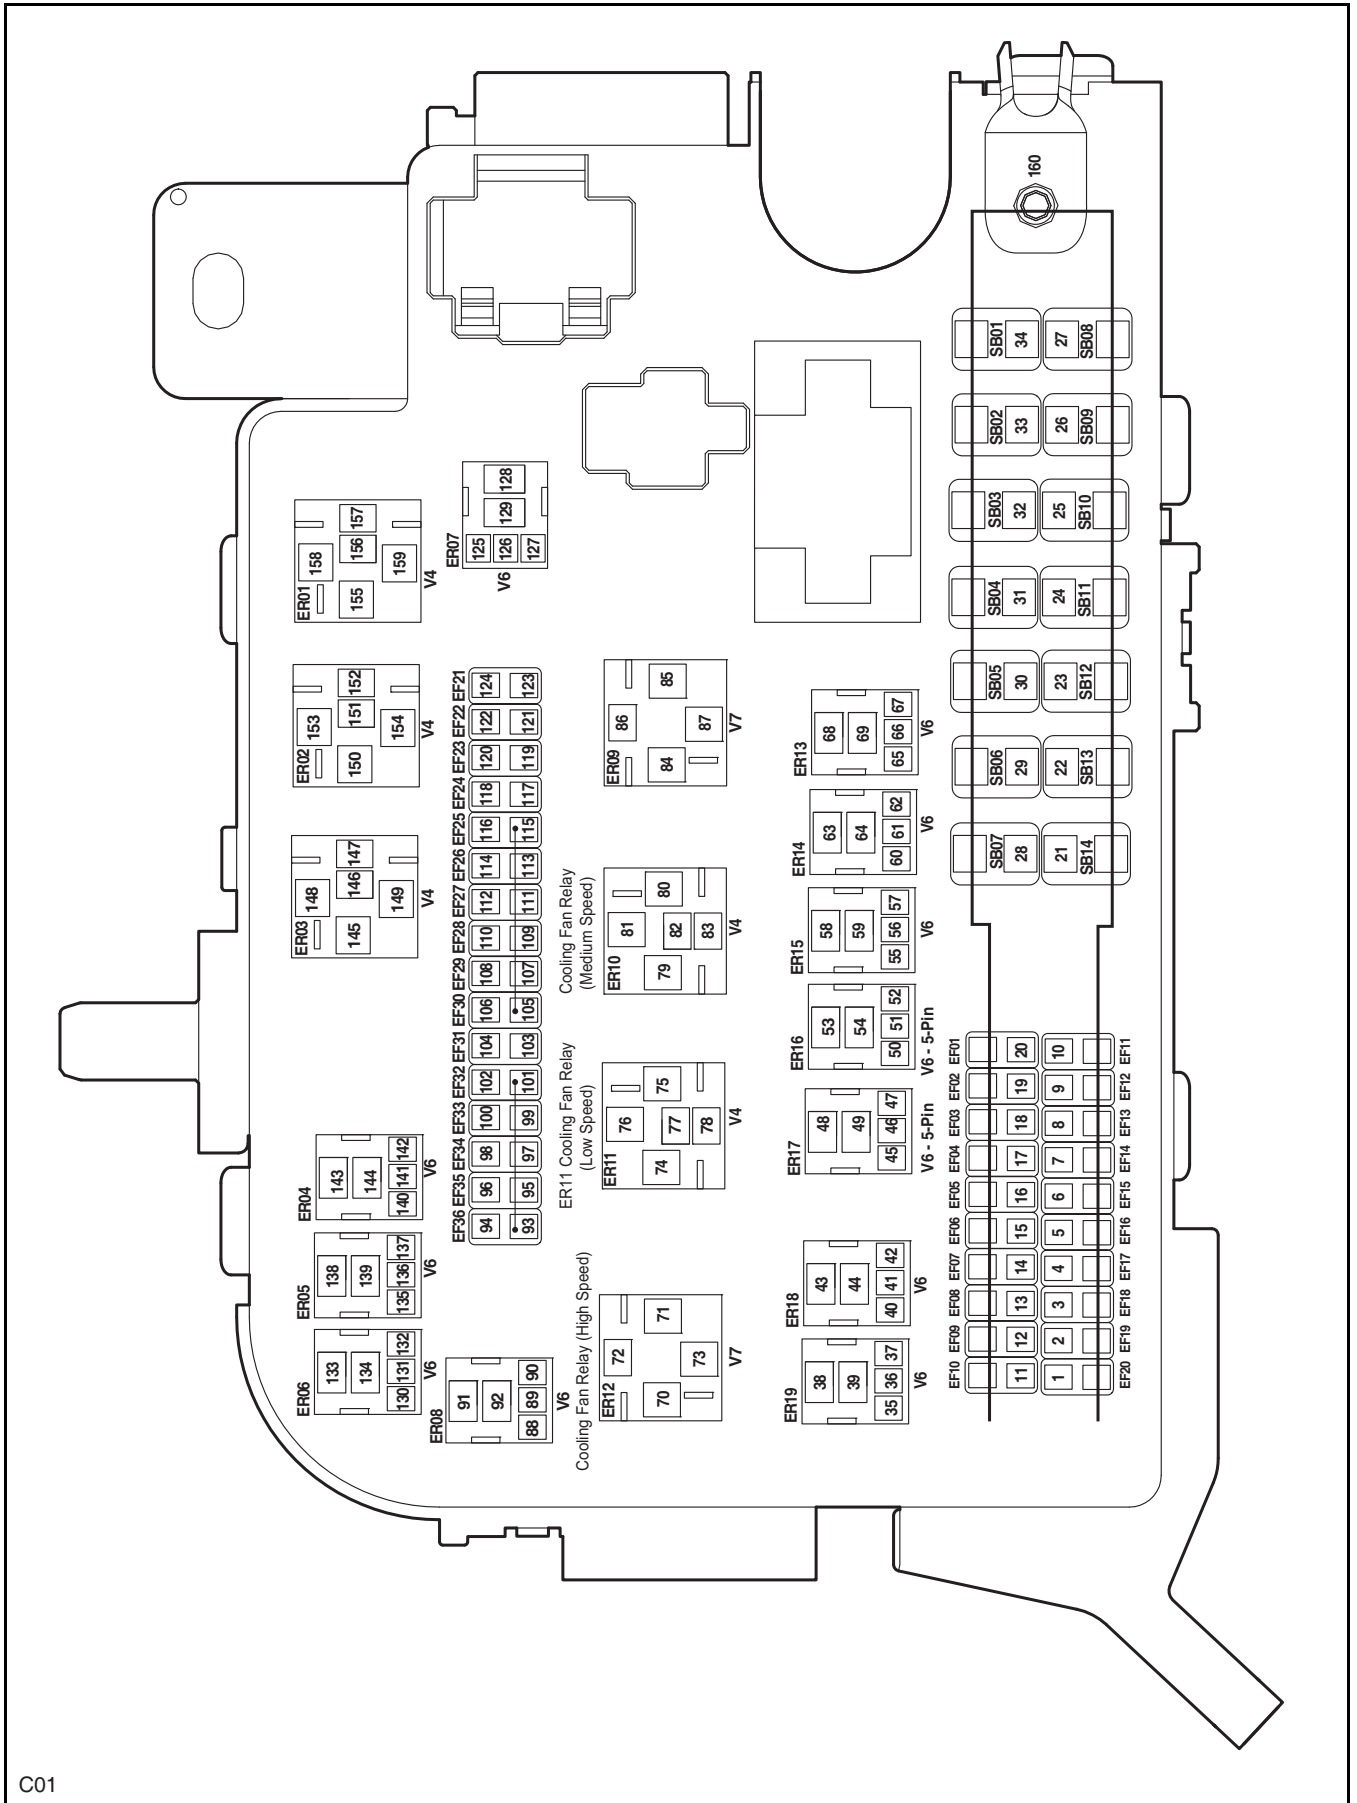 160
SB01
34
27
SB08
SB02
33
26
SB09
SB03
32
25
SB10
SB04
31
24
SB11
SB05
30
23
SB12
SB06
29
22
SB13
SB07
28
21
SB14
ER01
158
157
156
155
159
V4
ER07
128
129
125
126
127
V6
ER02
153
152
151
150
154
V4
ER03
148
147
146
145
149
V4
EF21
124
123
EF22
122
121
EF23
120
119
EF24
118
117
EF25
116
115
EF26
114
113
EF27
112
111
EF28
110
109
EF29
108
107
EF30
106
105
EF31
104
103
EF32
102
101
EF33
100
99
EF34
98
97
EF35
96
95
EF36
94
93
ER09
86
85
84
87
V7
Cooling Fan Relay
(Medium Speed)
ER10
81
80
82
83
79
V4
ER11 Cooling Fan Relay
(Low Speed)
ER11
76
75
77
78
74
V4
Cooling Fan Relay (High Speed)
ER12
72
71
73
70
V7
ER13
68
69
67
66
65
V6
ER14
63
64
62
61
60
V6
ER15
58
59
57
56
55
V6
ER16
53
54
52
51
50
V6 - 5-Pin
ER17
48
49
47
46
45
V6 - 5-Pin
ER18
43
44
42
41
40
V6
ER19
38
39
37
36
35
V6
ER04
143
144
142
141
140
V6
ER05
138
139
137
136
135
V6
ER06
133
134
132
131
130
V6
ER08
91
92
90
89
88
V6
EF01
20
10
EF11
EF02
19
9
EF12
EF03
18
8
EF13
EF04
17
7
EF14
EF05
16
6
EF15
EF06
15
5
EF16
EF07
14
4
EF17
EF08
13
3
EF18
EF09
12
2
EF19
EF10
11
1
EF20
C01